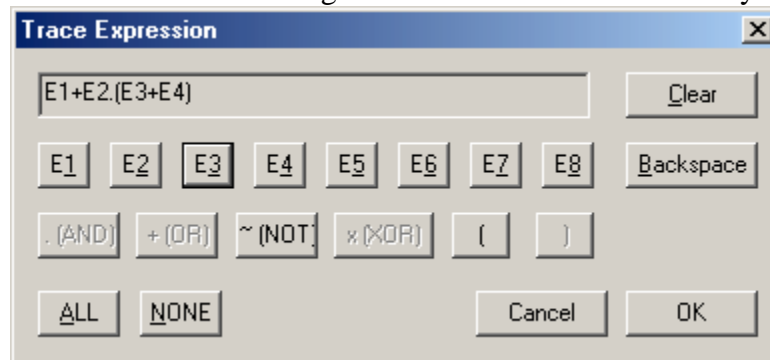 Trace Expression
E1+E2.(E3+E4)
Clear
E1 E2 E3 E4 E5 E6 E7 E8 Backspace
. (AND) + (OR) ~ (NOT) x (XOR) ( )
ALL NONE Cancel OK